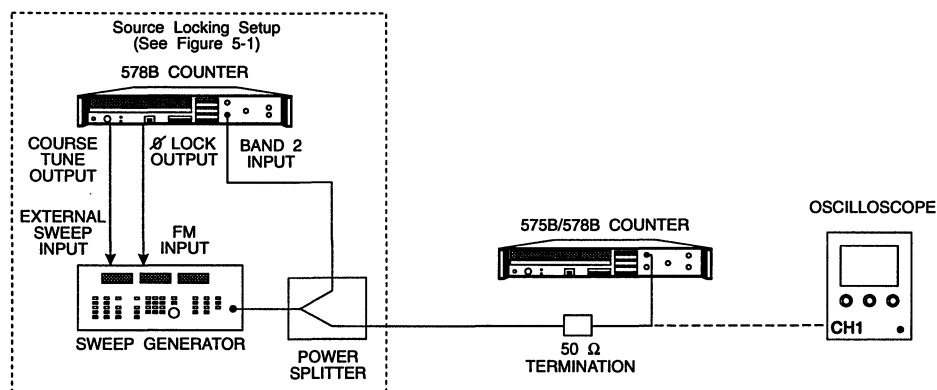 Source Locking Setup
(See Figure 5-1)
578B COUNTER
COURSE
TUNE
OUTPUT
Ø LOCK
OUTPUT
BAND 2
INPUT
EXTERNAL
SWEEP
INPUT
FM
INPUT
SWEEP GENERATOR
POWER
SPLITTER
575B/578B COUNTER
50 Ω
TERMINATION
OSCILLOSCOPE
CH1